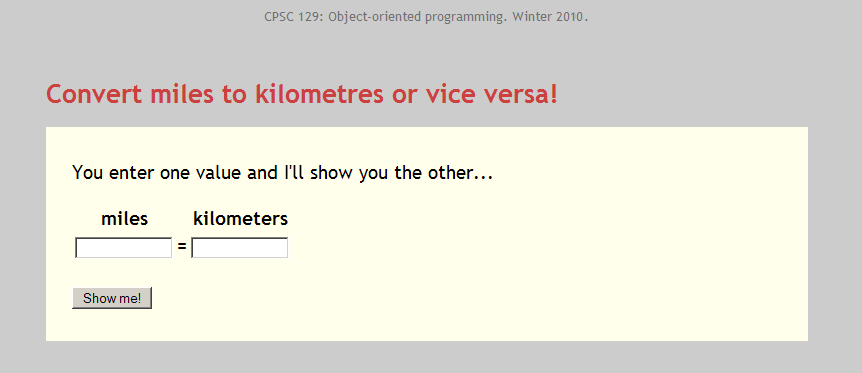 CPSC 129: Object-oriented programming. Winter 2010.
Convert miles to kilometres or vice versa!
You enter one value and I'll show you the other...
miles kilometers
=
Show me!